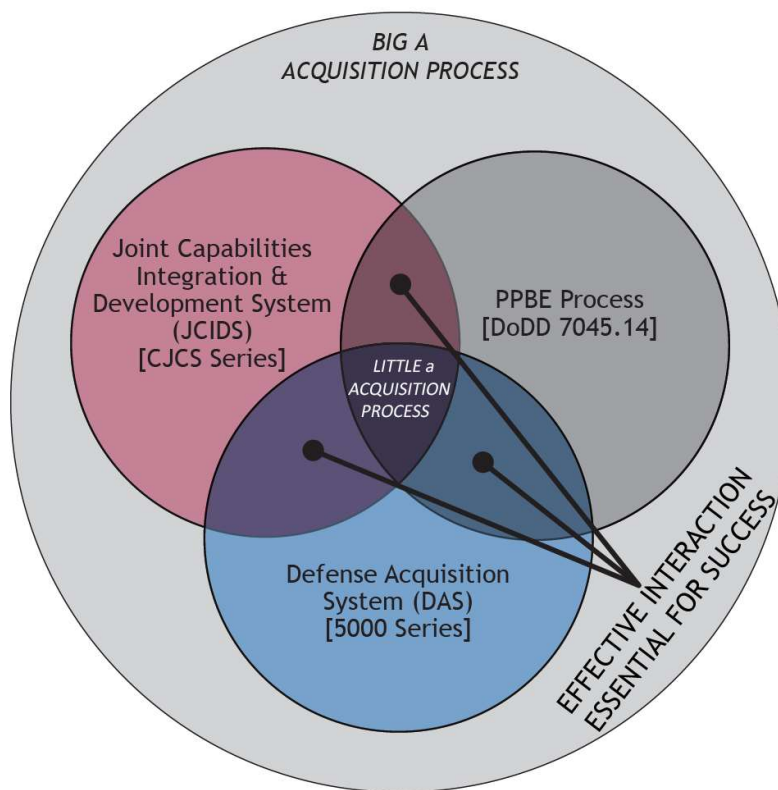 BIG A
ACQUISITION PROCESS
Joint Capabilities
Integration &
Development System
(JCIDS)
[CJCS Series]
PPBE Process
[DoDD 7045.14]
LITTLE a
ACQUISITION
PROCESS
Defense Acquisition
System (DAS)
[5000 Series]
EFFECTIVE INTERACTION
ESSENTIAL FOR SUCCESS